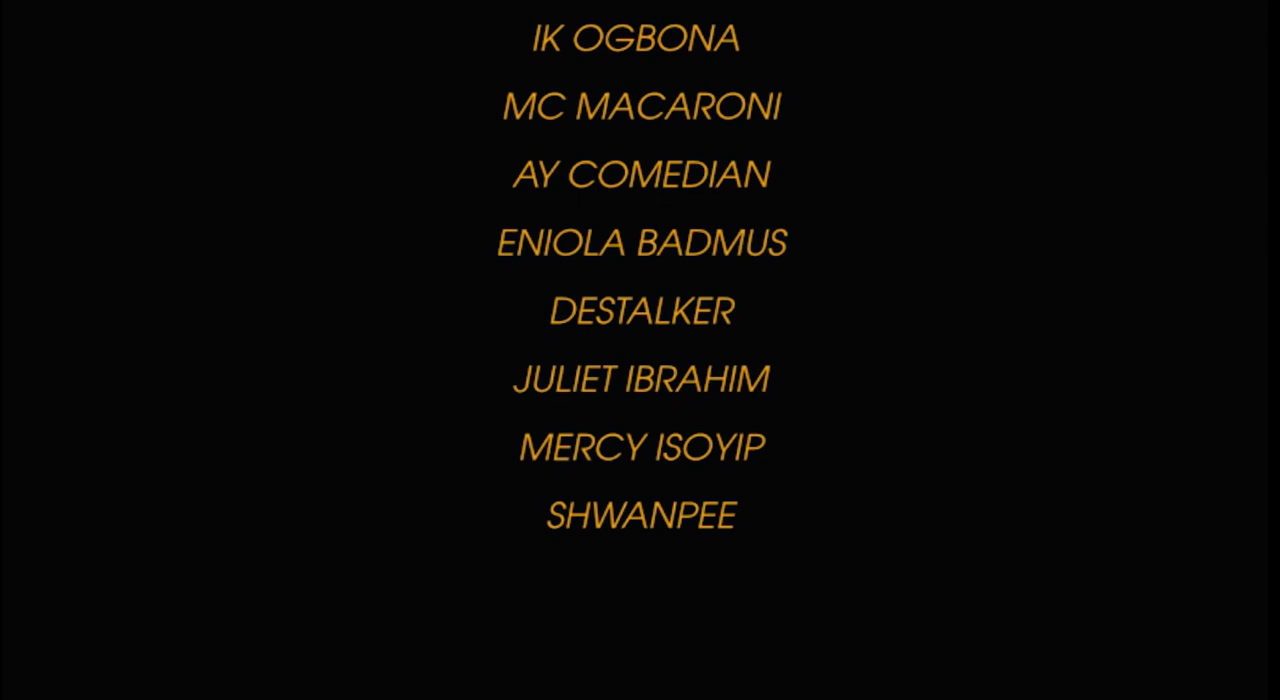 IK OGBONA
MC MACARONI
AY COMEDIAN
ENIOLA BADMUS
DESTALKER
JULIET IBRAHIM
MERCY ISOYIP
SHWANPEE